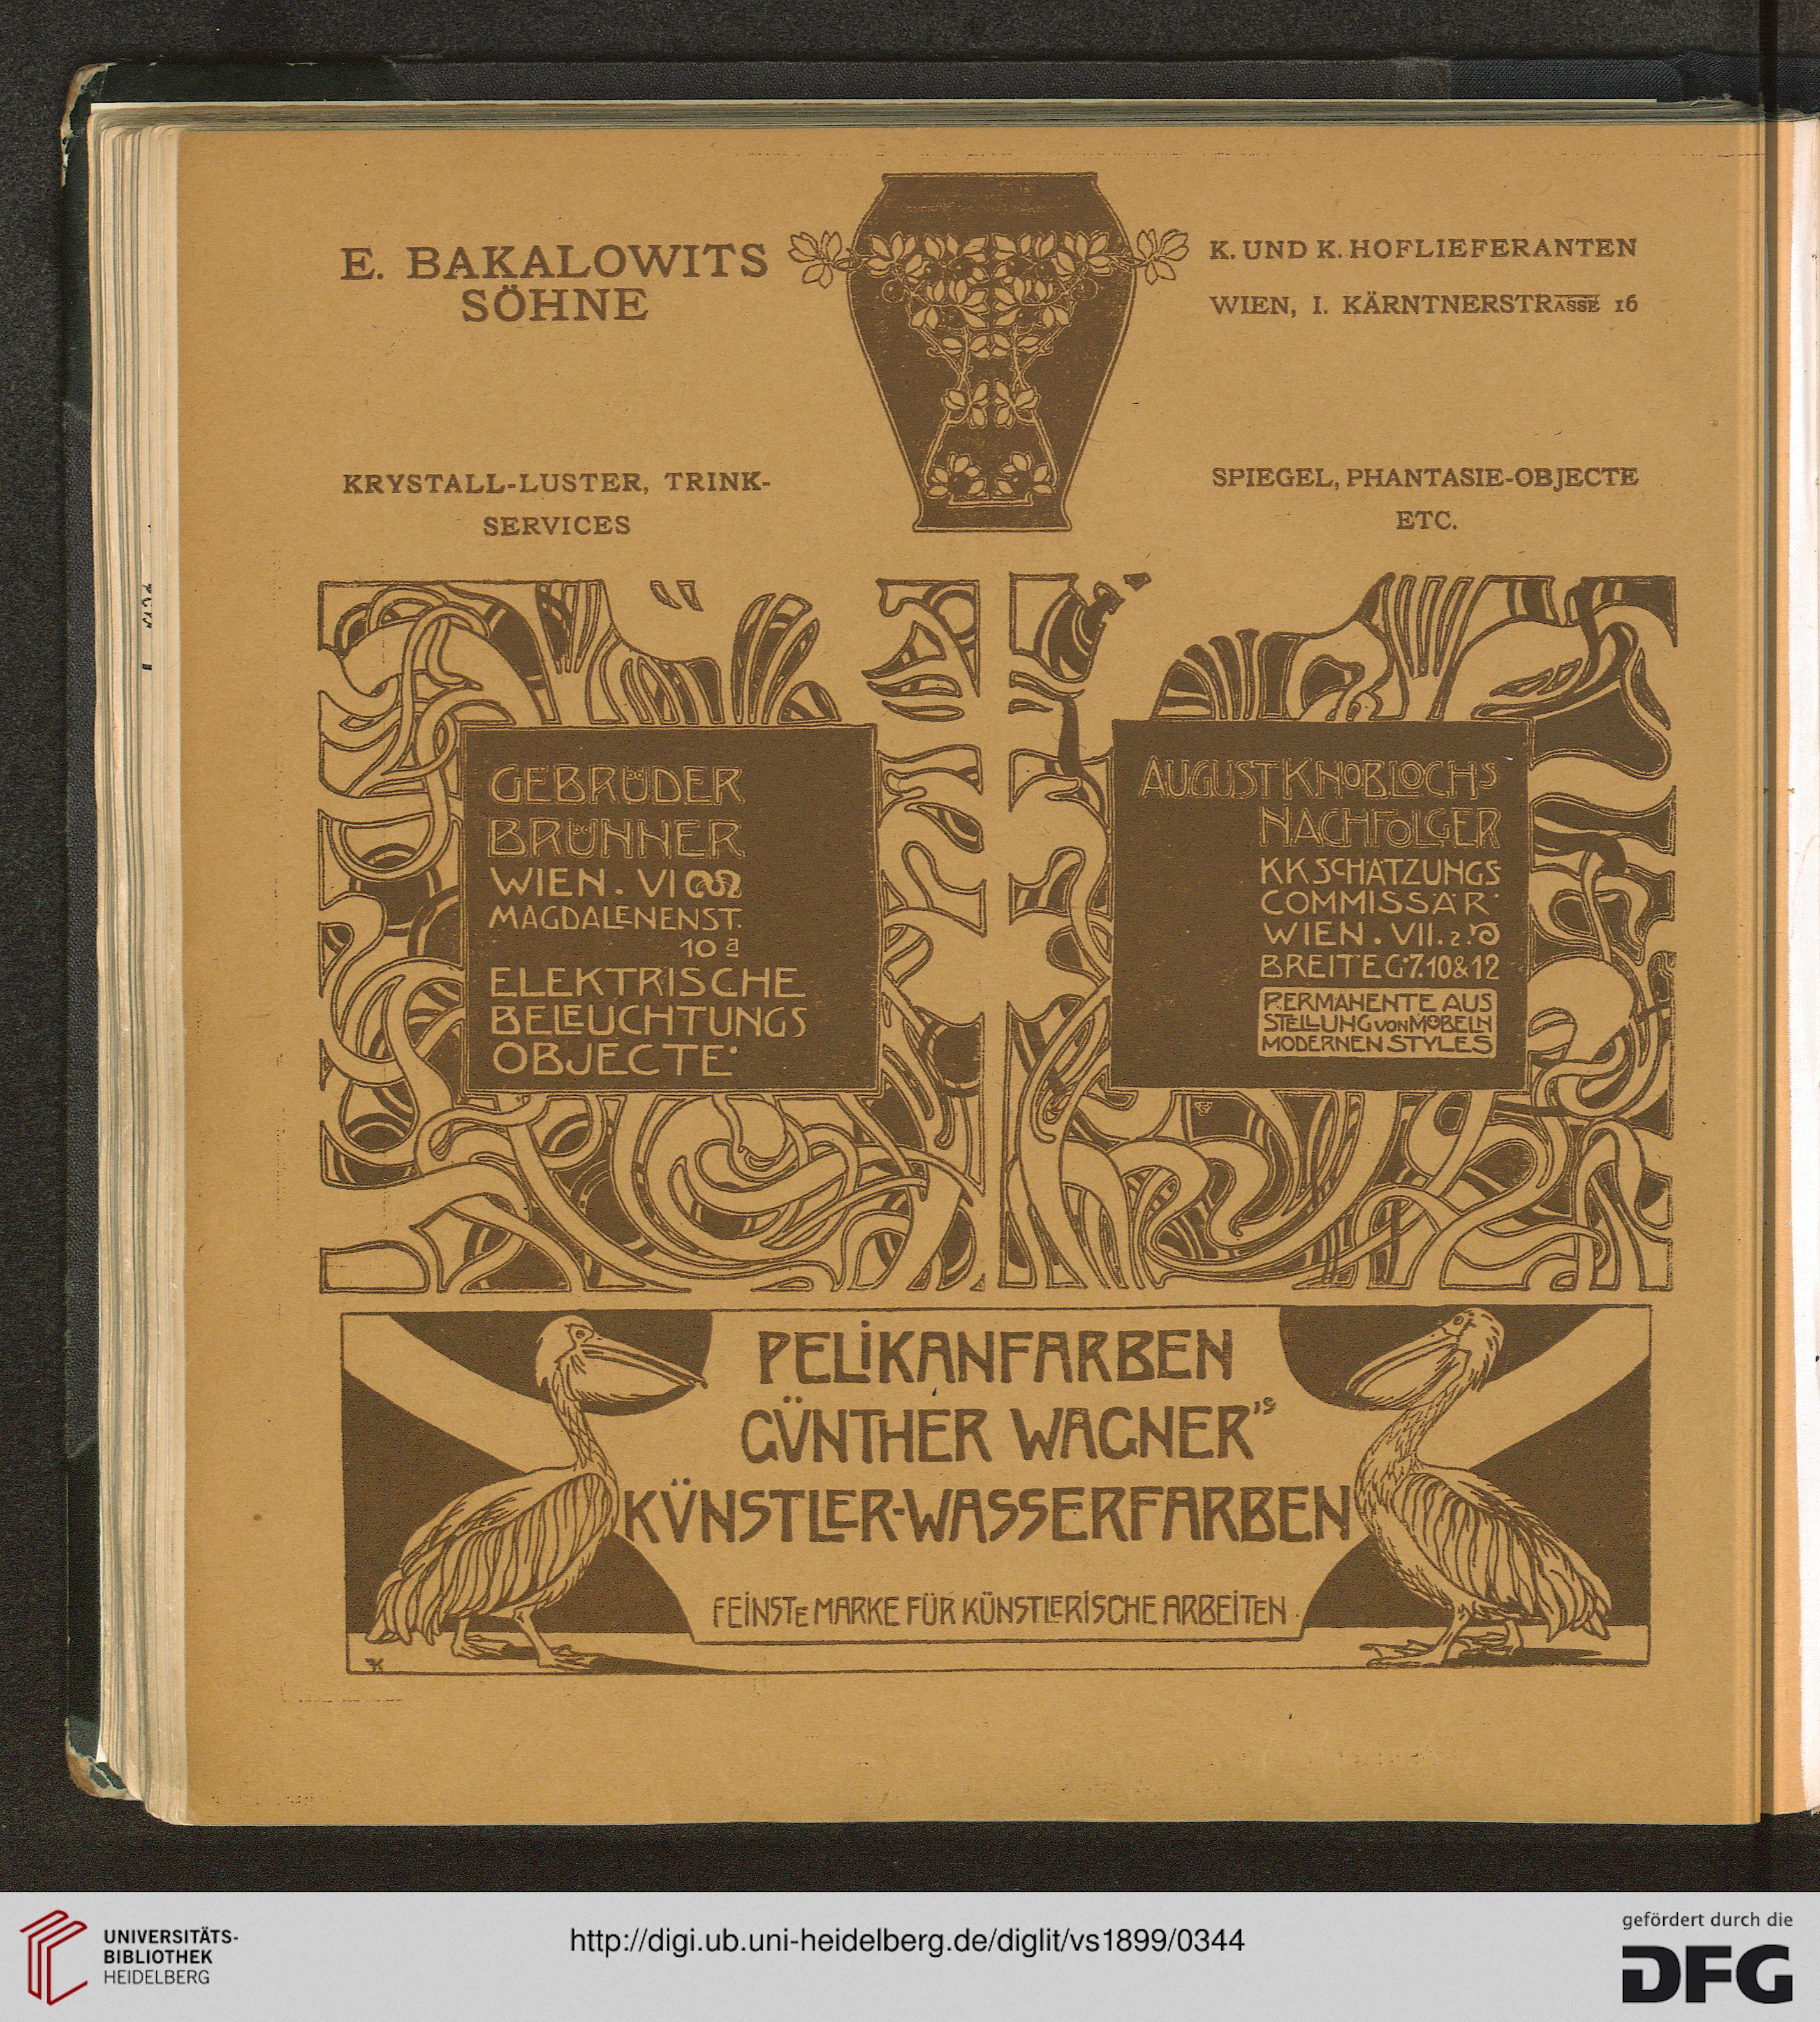 E. BAKALOWITS
SÖHNE
K. UND K. HOFLIEFERANTEN
WIEN, I. KÄRNTNERSTRASSE 16
KRYSTALL-LUSTER, TRINK-
SERVICES
SPIEGEL, PHANTASIE-OBJECTE
ETC.
GEBRÜDER
BRÜNNER
WIEN. VI
MAGDALENENST.
10 a
ELEKTRISCHE
BELEUCHTUNGS
OBJECTE
AUGUST KNOBLOCHS
NACHFOLGER
KK SCHÄTZUNGS
COMMISSÄR
WIEN. VII. 2.
BREITEG. 7. 10 & 12
PERMANENTE AUS
STELLUNG VON MÖBELN
MODERNEN STYLES
PELIKANFARBEN
GÜNTHER WAGNER'S
KÜNSTLER-WASSERFARBEN
FEINSTE MARKE FÜR KÜNSTLERISCHE ARBEITEN.
UNIVERSITÄTS-
BIBLIOTHEK
HEIDELBERG
http://digi.ub.uni-heidelberg.de/diglit/vs1899/0344
gefördert durch die
DFG